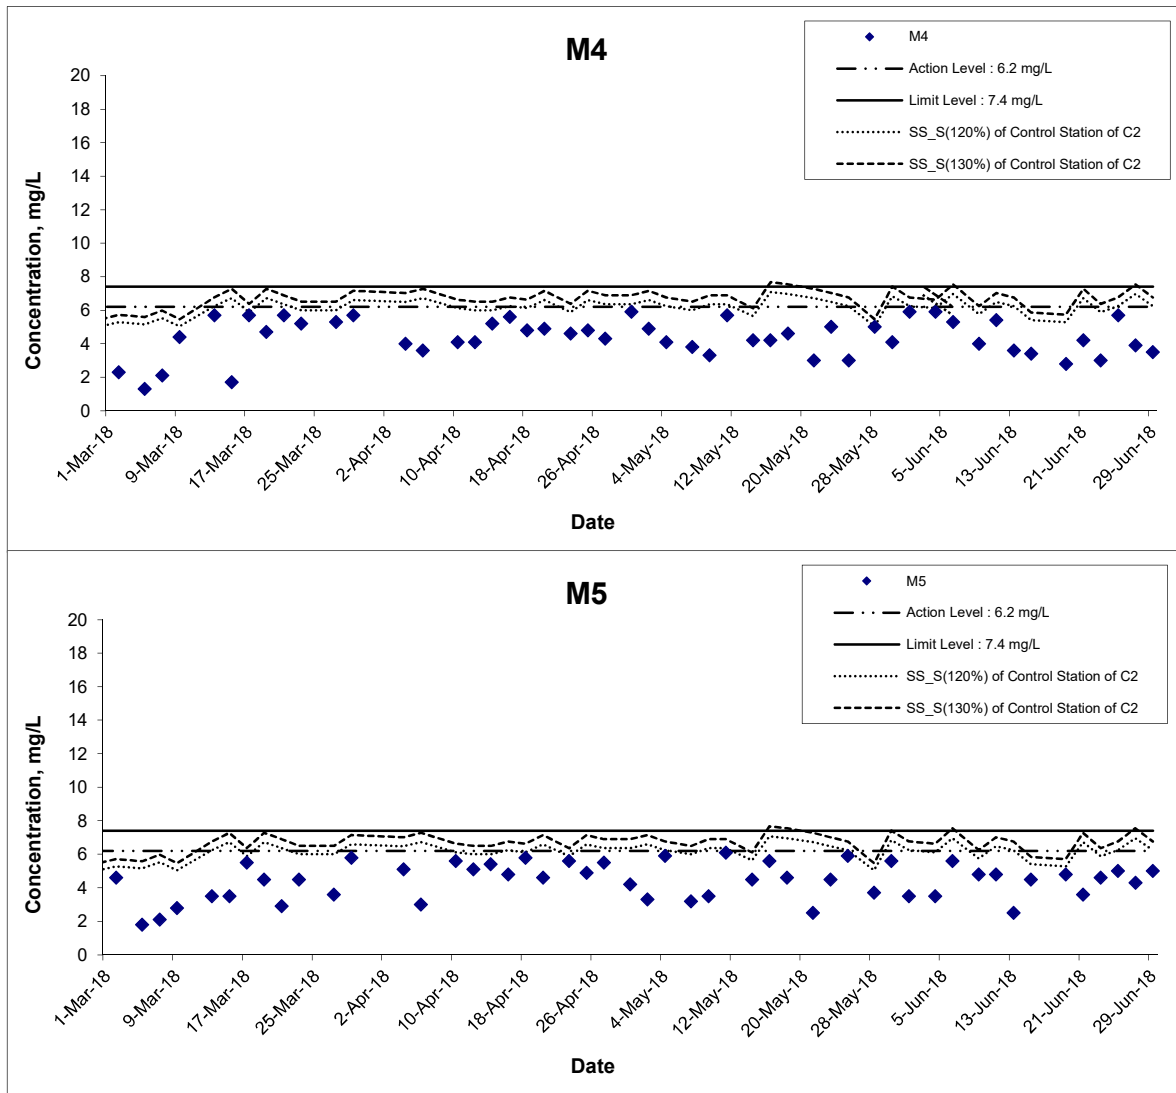 M4
M4
Action Level : 6.2 mg/L
Limit Level : 7.4 mg/L
SS_S(120%) of Control Station of C2
SS_S(130%) of Control Station of C2
Concentration, mg/L
20
18
16
14
12
10
8
6
4
2
0
1-Mar-18
9-Mar-18
17-Mar-18
25-Mar-18
2-Apr-18
10-Apr-18
18-Apr-18
26-Apr-18
4-May-18
12-May-18
20-May-18
28-May-18
5-Jun-18
13-Jun-18
21-Jun-18
29-Jun-18
Date
M5
M5
Action Level : 6.2 mg/L
Limit Level : 7.4 mg/L
SS_S(120%) of Control Station of C2
SS_S(130%) of Control Station of C2
Concentration, mg/L
20
18
16
14
12
10
8
6
4
2
0
1-Mar-18
9-Mar-18
17-Mar-18
25-Mar-18
2-Apr-18
10-Apr-18
18-Apr-18
26-Apr-18
4-May-18
12-May-18
20-May-18
28-May-18
5-Jun-18
13-Jun-18
21-Jun-18
29-Jun-18
Date